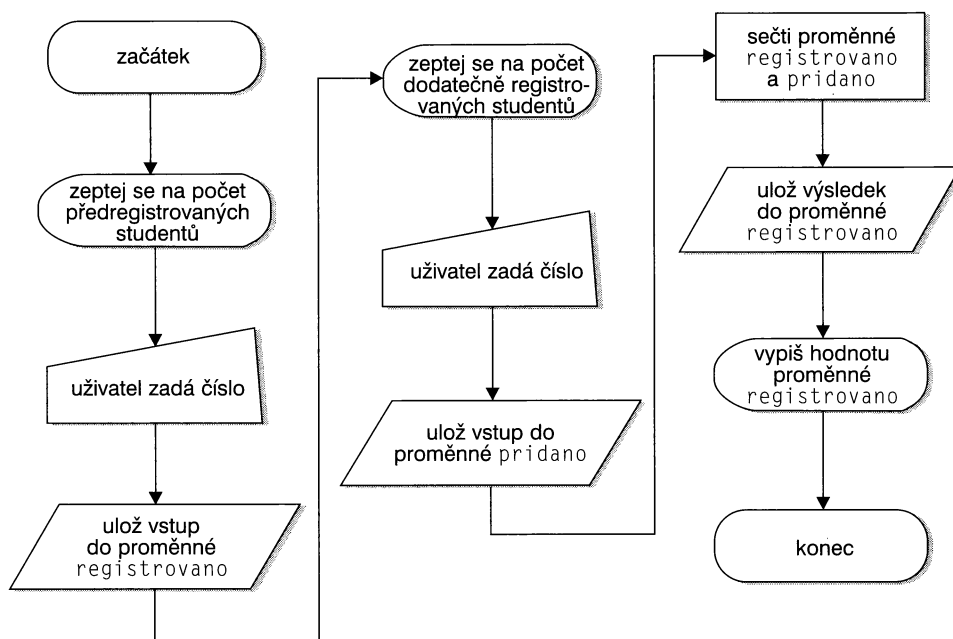 začátek
zeptej se na počet
předregistrovaných
studentů
uživatel zadá číslo
ulož vstup
do proměnné
registrovano
zeptej se na počet
dodatečně registro-
vaných studentů
uživatel zadá číslo
ulož vstup do
proměnné pridano
sečti proměnné
registrovano
a pridano
ulož výsledek
do proměnné
registrovano
vypiš hodnotu
proměnné
registrovano
konec